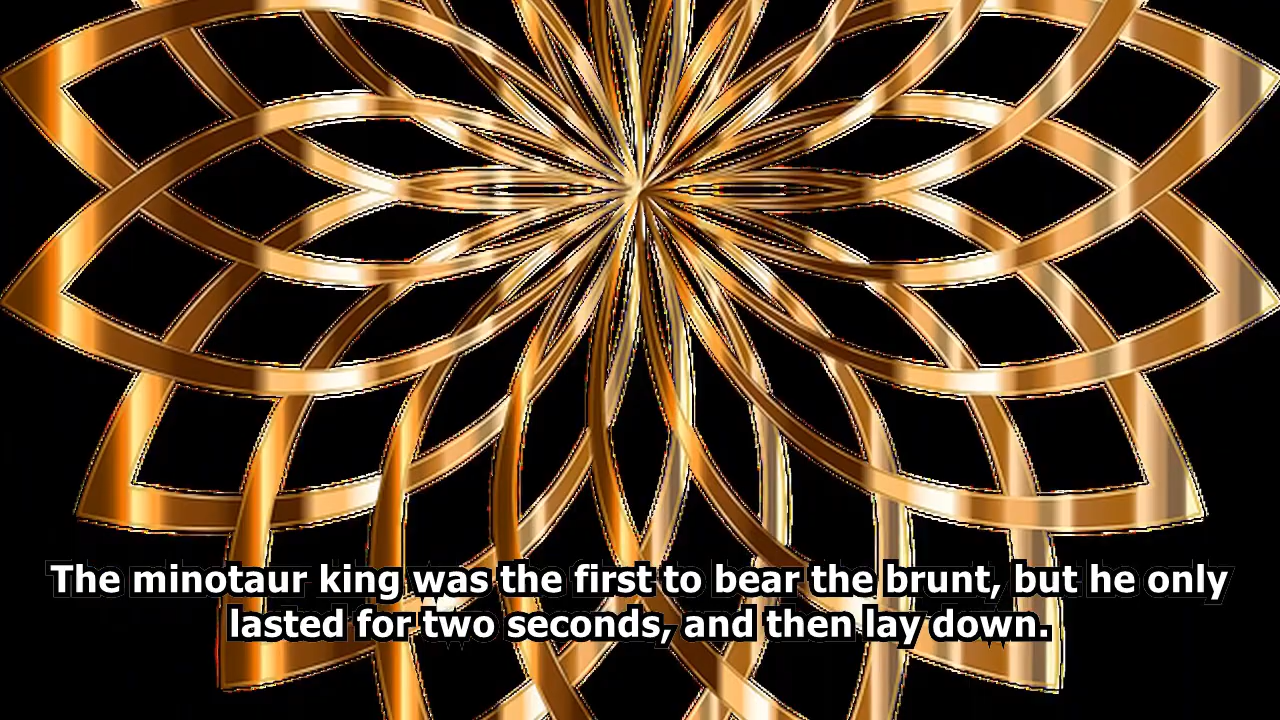 The minotaur king was the first to bear the brunt, but he only
lasted for two seconds, and then lay down.